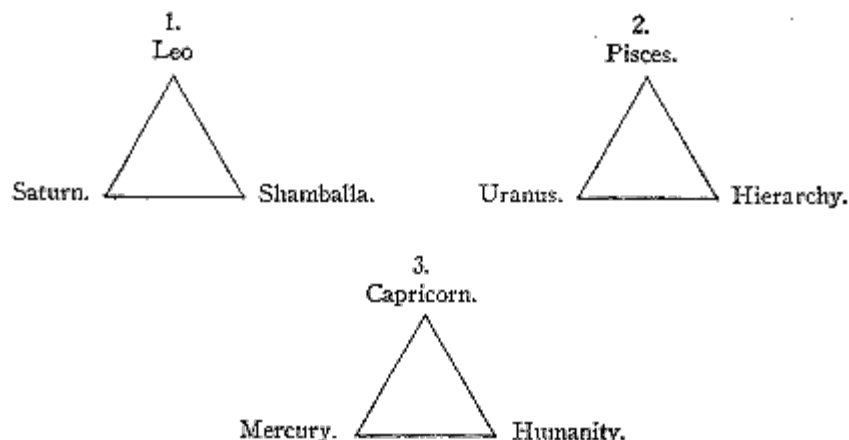 1.
Leo
2.
Pisces.
Saturn.
Shamballa.
Uranus.
Hierarchy.
3.
Capricorn.
Mercury.
Humanity.